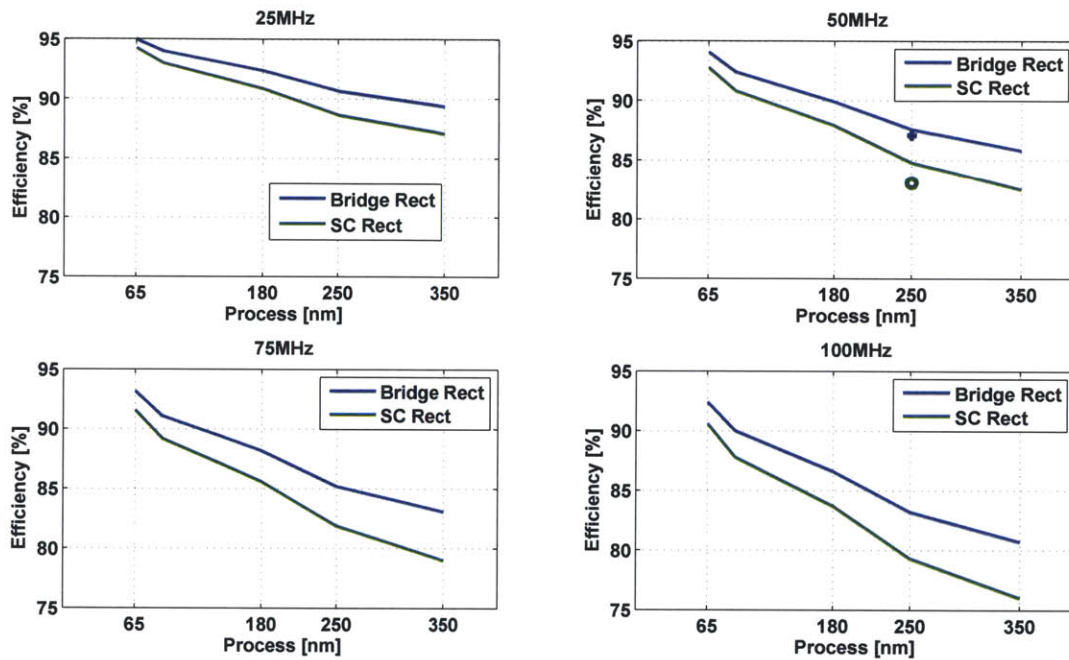 25MHz
Efficiency [%]
95
90
85
80
75
Bridge Rect
SC Rect
65
180
250
350
Process [nm]
50MHz
Efficiency [%]
95
90
85
80
75
Bridge Rect
SC Rect
65
180
250
350
Process [nm]
75MHz
Efficiency [%]
95
90
85
80
75
Bridge Rect
SC Rect
65
180
250
350
Process [nm]
100MHz
Efficiency [%]
95
90
85
80
75
Bridge Rect
SC Rect
65
180
250
350
Process [nm]